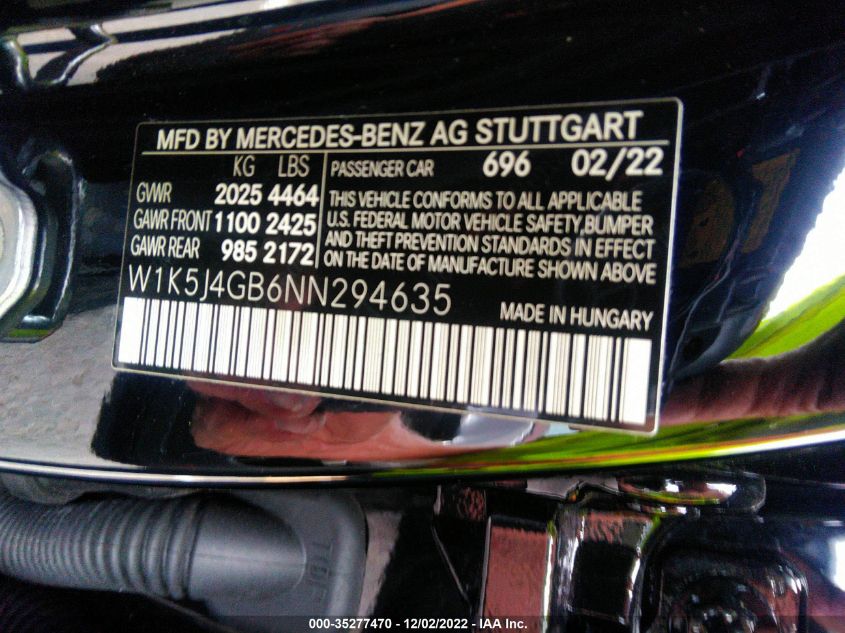 MFD BY MERCEDES-BENZ AG STUTTGART
KG LBS
GVWR 2025 4464
GAWR FRONT 1100 2425
GAWR REAR 985 2172
PASSENGER CAR 696 02/22
THIS VEHICLE CONFORMS TO ALL APPLICABLE
U.S. FEDERAL MOTOR VEHICLE SAFETY,BUMPER
AND THEFT PREVENTION STANDARDS IN EFFECT
ON THE DATE OF MANUFACTURE SHOWN ABOVE.
W1K5J4GB6NN294635
MADE IN HUNGARY
000-35277470 - 12/02/2022 - IAA Inc.